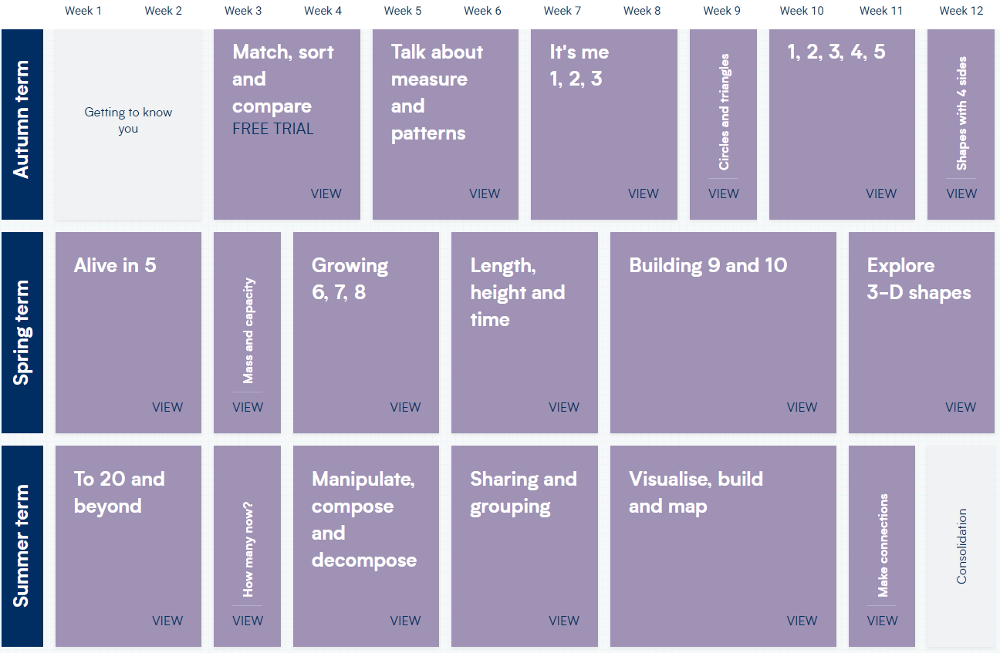 Week 1 Week 2 Week 3 Week 4 Week 5 Week 6 Week 7 Week 8 Week 9 Week 10 Week 11 Week 12
Autumn term
Getting to know
you
Match, sort
and
compare
FREE TRIAL
VIEW
Talk about
measure
and
patterns
VIEW
It's me
1, 2, 3
VIEW
Circles and triangles
VIEW
1, 2, 3, 4, 5
VIEW
Shapes with 4 sides
VIEW
Spring term
Alive in 5
VIEW
Mass and capacity
VIEW
Growing
6, 7, 8
VIEW
Length,
height and
time
VIEW
Building 9 and 10
VIEW
Explore
3-D shapes
VIEW
Summer term
To 20 and
beyond
VIEW
How many now?
VIEW
Manipulate,
compose
and
decompose
VIEW
Sharing and
grouping
VIEW
Visualise, build
and map
VIEW
Make connections
VIEW
Consolidation